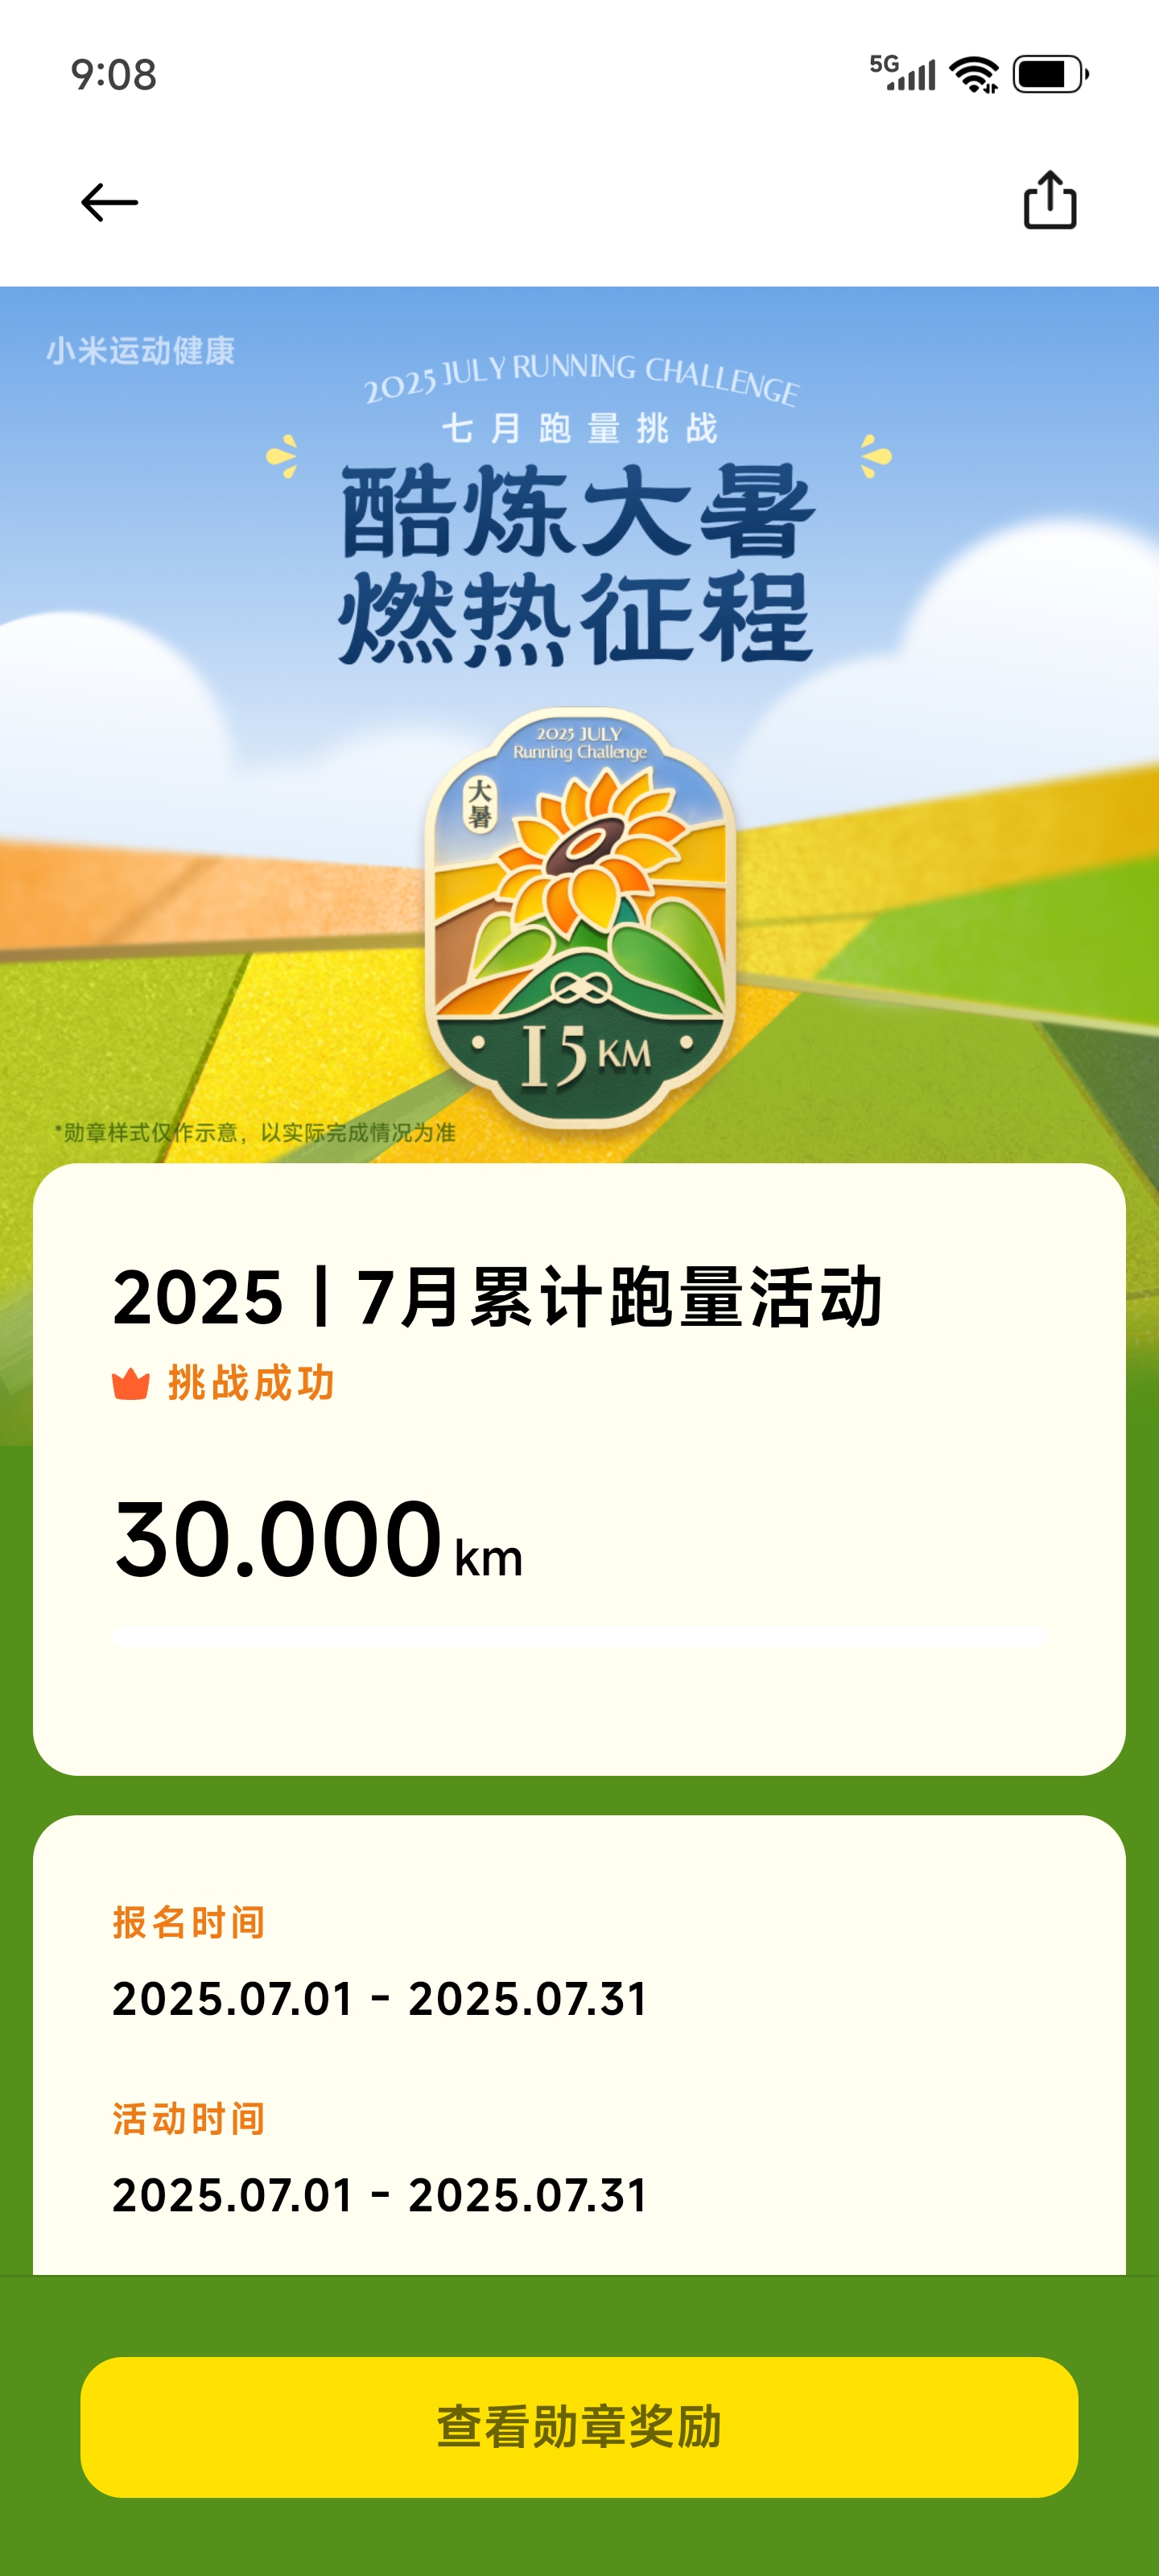 9:08
5G
小米运动健康
2025 JULY RUNNING CHALLENGE
七月跑量挑战
酷炼大暑
燃热征程
2025 JULY
Running Challenge
大暑
15 KM
*勋章样式仅作示意，以实际完成情况为准
2025丨7月累计跑量活动
挑战成功
30.000 km
报名时间
2025.07.01 - 2025.07.31
活动时间
2025.07.01 - 2025.07.31
查看勋章奖励